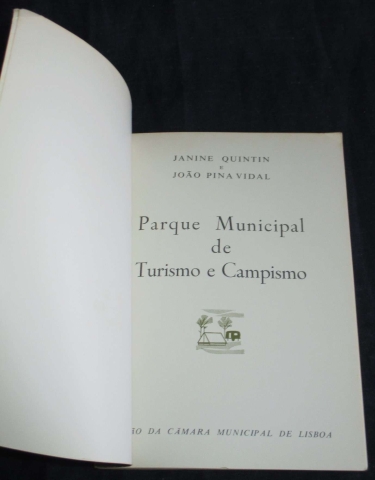 JANINE QUINTIN
e
JOÃO PINA VIDAL
Parque Municipal
de
Turismo e Campismo
DA CÂMARA MUNICIPAL DE LISBOA